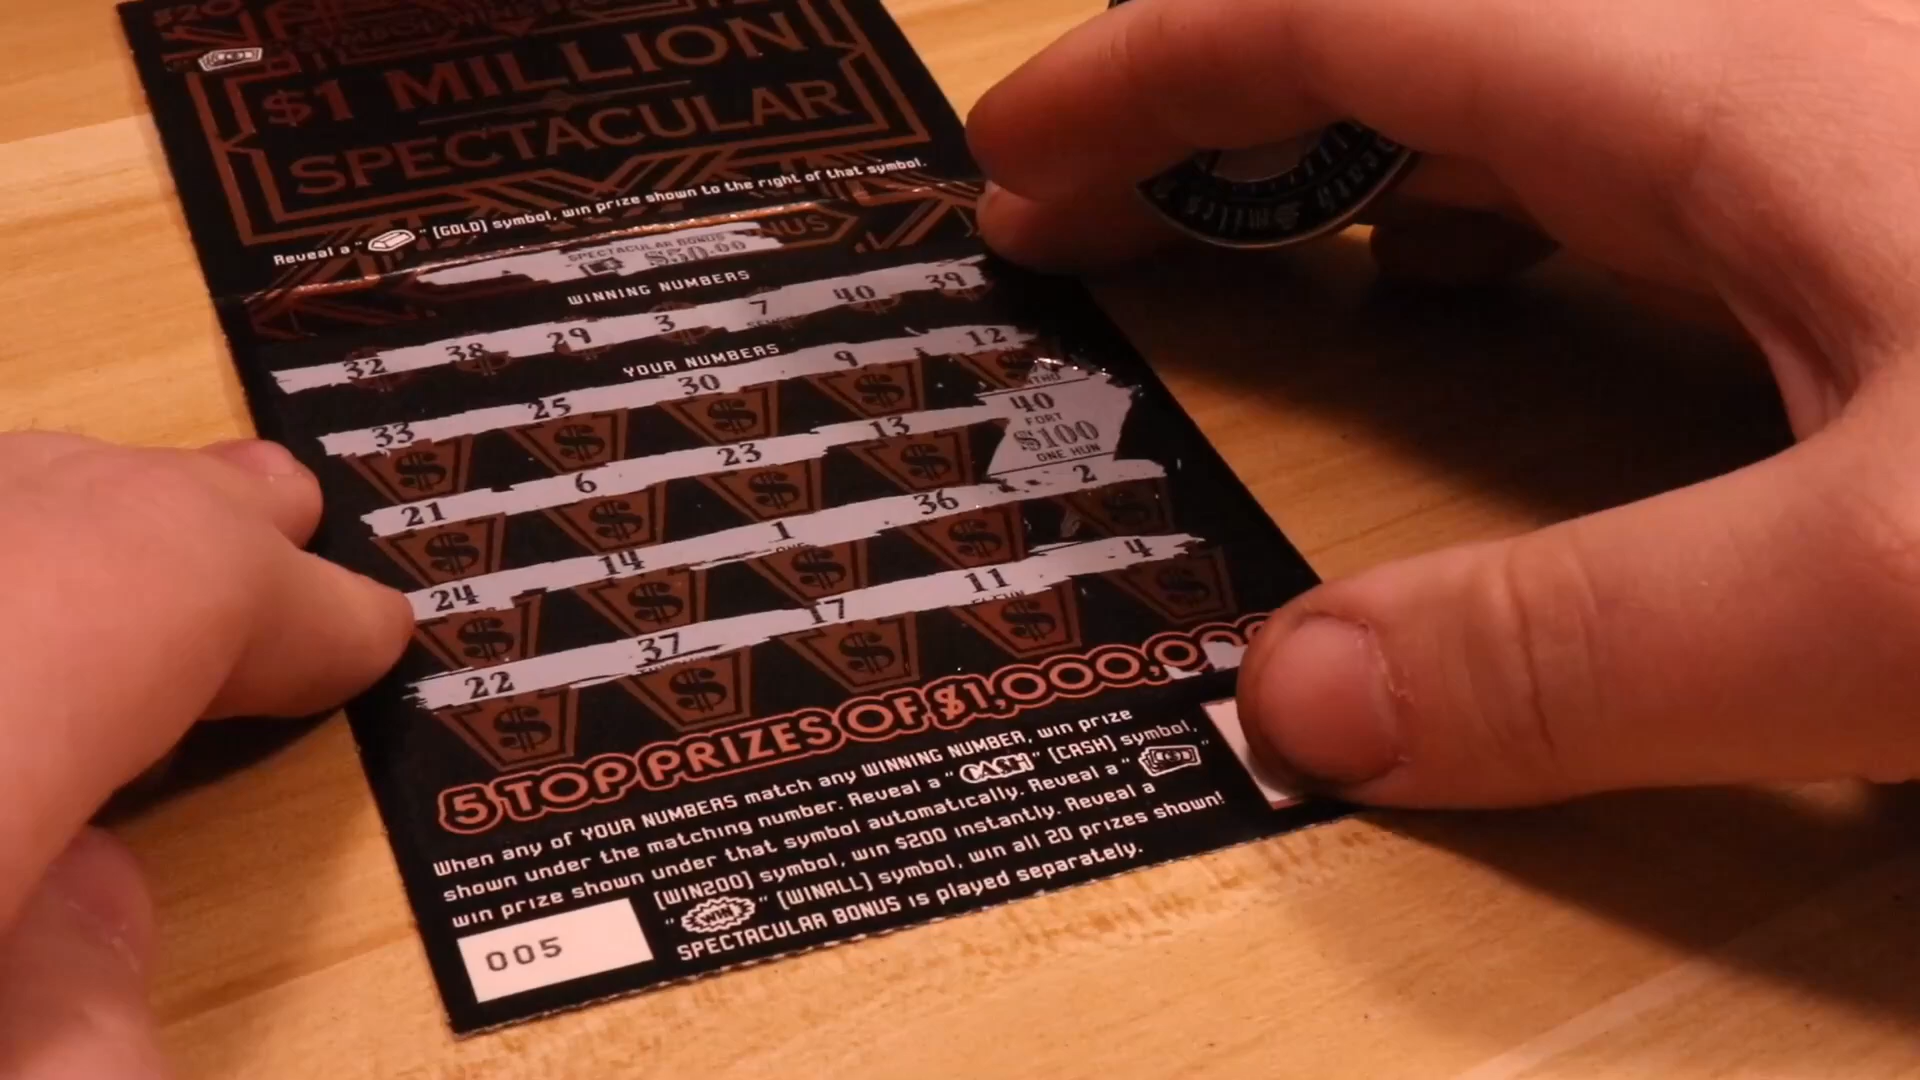 $20
$1 MILLION
SPECTACULAR
Reveal a " " [GOLD] symbol, win prize shown to the right of that symbol.
SPECTACULAR BONUS
$50.00
WINNING NUMBERS
32 38 29 3 7 40 39
YOUR NUMBERS
33 25 30 9 12
21 6 23 13 40
FORT
$100
ONE HUN
24 14 1 36 2
22 37 17 11 4
5 TOP PRIZES OF $1,000,0
When any of YOUR NUMBERS match any WINNING NUMBER, win prize
shown under the matching number. Reveal a " CASH " [CASH] symbol,
win prize shown under that symbol automatically. Reveal a " "
[WIN200] symbol, win $200 instantly. Reveal a
" WIN " [WINALL] symbol, win all 20 prizes shown!
SPECTACULAR BONUS is played separately.
005